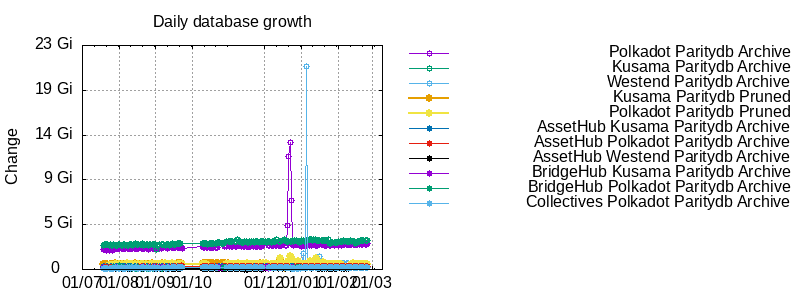 Daily database growth
23 Gi
19 Gi
14 Gi
9 Gi
5 Gi
0
Change
01/07 01/08 01/09 01/10 01/12 01/01 01/02 01/03
Polkadot Paritydb Archive
Kusama Paritydb Archive
Westend Paritydb Archive
Kusama Paritydb Pruned
Polkadot Paritydb Pruned
AssetHub Kusama Paritydb Archive
AssetHub Polkadot Paritydb Archive
AssetHub Westend Paritydb Archive
BridgeHub Kusama Paritydb Archive
BridgeHub Polkadot Paritydb Archive
Collectives Polkadot Paritydb Archive